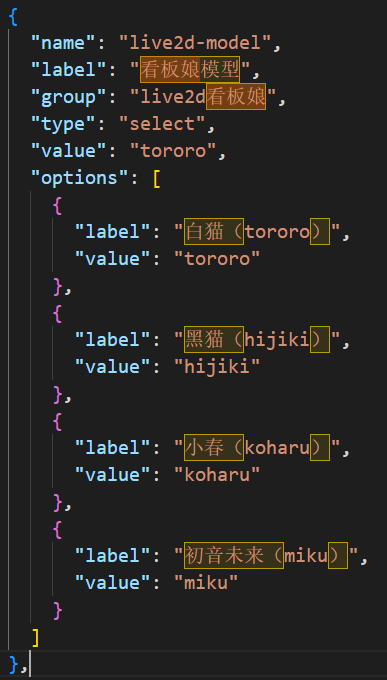 {
"name": "live2d-model",
"label": "看板娘模型",
"group": "live2d看板娘",
"type": "select",
"value": "tororo",
"options": [
{
"label": "白猫（tororo）",
"value": "tororo"
},
{
"label": "黑猫（hijiki）",
"value": "hijiki"
},
{
"label": "小春（koharu）",
"value": "koharu"
},
{
"label": "初音未来（miku）",
"value": "miku"
}
]
},